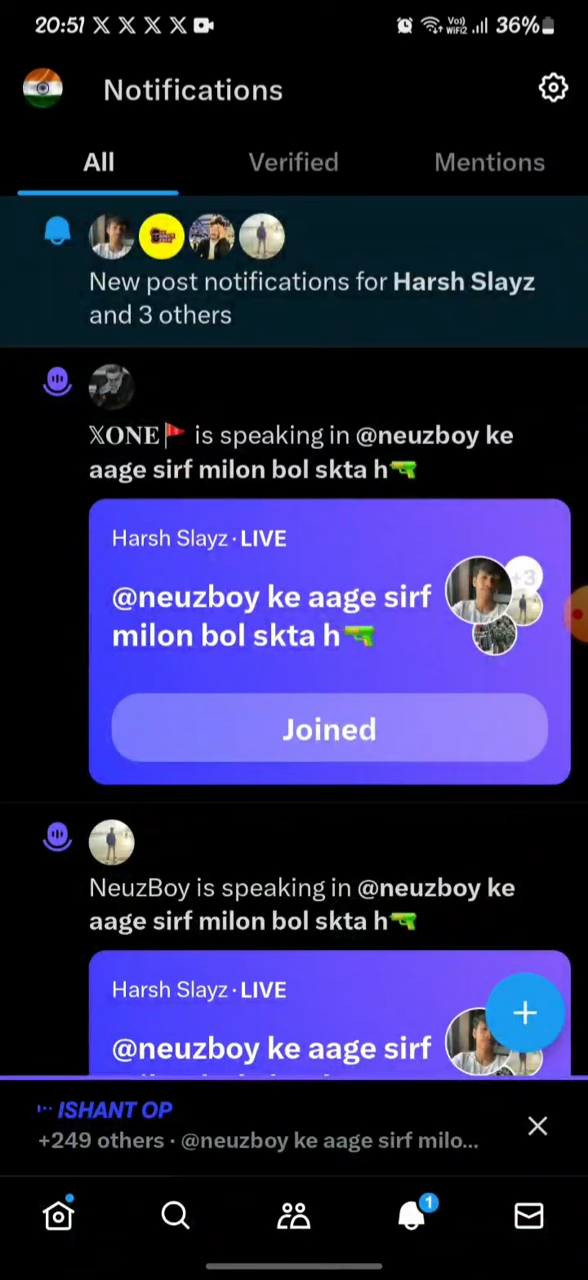 20:51 X X X X Vo)) WiFi2 36%
Notifications
All Verified Mentions
New post notifications for Harsh Slayz
and 3 others
𝕏𝐎𝐍𝐄🚩 is speaking in @neuzboy ke
aage sirf milon bol skta h🔫
Harsh Slayz · LIVE
+3
@neuzboy ke aage sirf
milon bol skta h🔫
Joined
NeuzBoy is speaking in @neuzboy ke
aage sirf milon bol skta h🔫
Harsh Slayz · LIVE
@neuzboy ke aage sirf
ISHANT OP
+249 others · @neuzboy ke aage sirf milo...
1